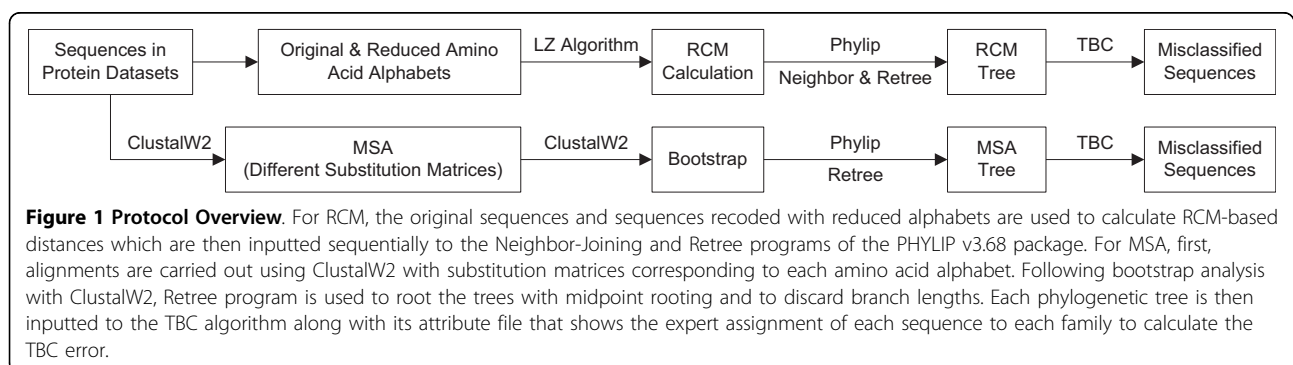 Sequences in
Protein Datasets
Original & Reduced Amino
Acid Alphabets
LZ Algorithm
RCM
Calculation
Phylip
Neighbor & Retree
RCM
Tree
TBC
Misclassified
Sequences
ClustalW2
MSA
(Different Substitution Matrices)
ClustalW2
Bootstrap
Phylip
Retree
MSA
Tree
TBC
Misclassified
Sequences
Figure 1 Protocol Overview. For RCM, the original sequences and sequences recoded with reduced alphabets are used to calculate RCM-based
distances which are then inputted sequentially to the Neighbor-Joining and Retree programs of the PHYLIP v3.68 package. For MSA, first,
alignments are carried out using ClustalW2 with substitution matrices corresponding to each amino acid alphabet. Following bootstrap analysis
with ClustalW2, Retree program is used to root the trees with midpoint rooting and to discard branch lengths. Each phylogenetic tree is then
inputted to the TBC algorithm along with its attribute file that shows the expert assignment of each sequence to each family to calculate the
TBC error.